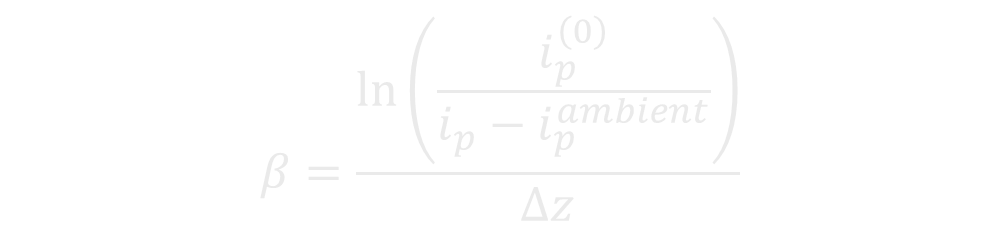 β = ln(i_p^(0) / (i_p − i_p^ambient)) / Δz